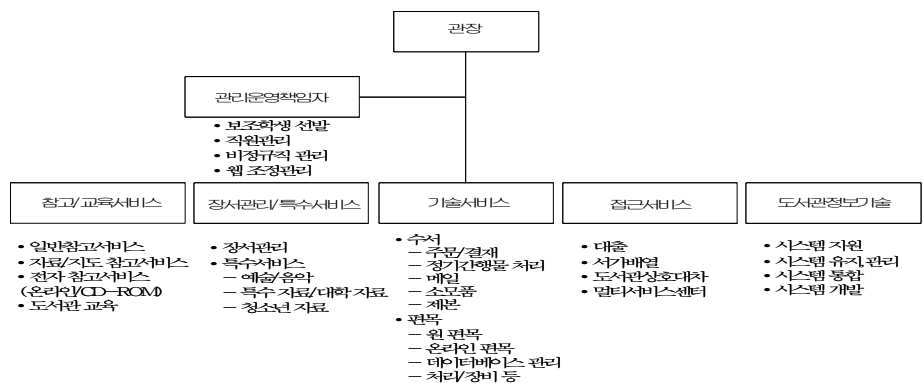 관장
관리운영책임자
• 보조학생 선발
• 직원관리
• 비정규직 관리
• 웹 조정관리
참고/교육서비스
• 일반참고서비스
• 자료/지도 참고서비스
• 전자 참고서비스
(온라인/CD-ROM)
• 도서관 교육
장서관리/특수서비스
• 장서관리
• 특수서비스
– 예술/음악
– 특수 자료/대학 자료
– 청소년 자료
기술서비스
• 수서
– 주문/결재
– 정기간행물 처리
– 메일
– 소모품
– 제본
• 편목
– 원 편목
– 온라인 편목
– 데이터베이스 관리
– 처리/장비 등
접근서비스
• 대출
• 서가배열
• 도서관상호대차
• 멀티서비스센터
도서관정보기술
• 시스템 지원
• 시스템 유지,관리
• 시스템 통합
• 시스템 개발